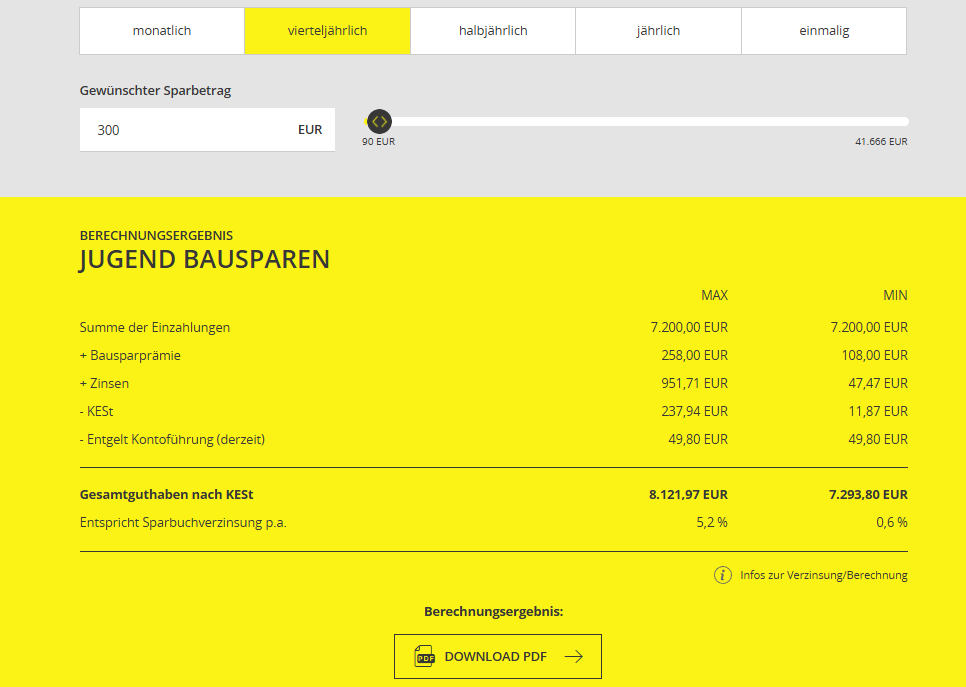 monatlich vierteljährlich halbjährlich jährlich einmalig
Gewünschter Sparbetrag
300 EUR
90 EUR 41.666 EUR
BERECHNUNGSERGEBNIS
JUGEND BAUSPAREN
MAX MIN
Summe der Einzahlungen 7.200,00 EUR 7.200,00 EUR
+ Bausparprämie 258,00 EUR 108,00 EUR
+ Zinsen 951,71 EUR 47,47 EUR
- KESt 237,94 EUR 11,87 EUR
- Entgelt Kontoführung (derzeit) 49,80 EUR 49,80 EUR
Gesamtguthaben nach KESt 8.121,97 EUR 7.293,80 EUR
Entspricht Sparbuchverzinsung p.a. 5,2 % 0,6 %
i Infos zur Verzinsung/Berechnung
Berechnungsergebnis:
PDF DOWNLOAD PDF